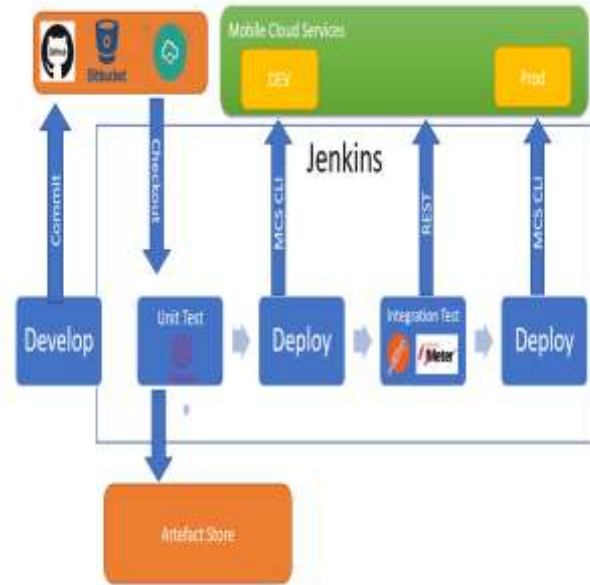 Bitbucket
Mobile Cloud Services
DEV
Prod
Commit
Checkout
Jenkins
MCS CLI
REST
MCS CLI
Develop
Unit Test
Deploy
Integration Test
JMeter
Deploy
Artefact Store